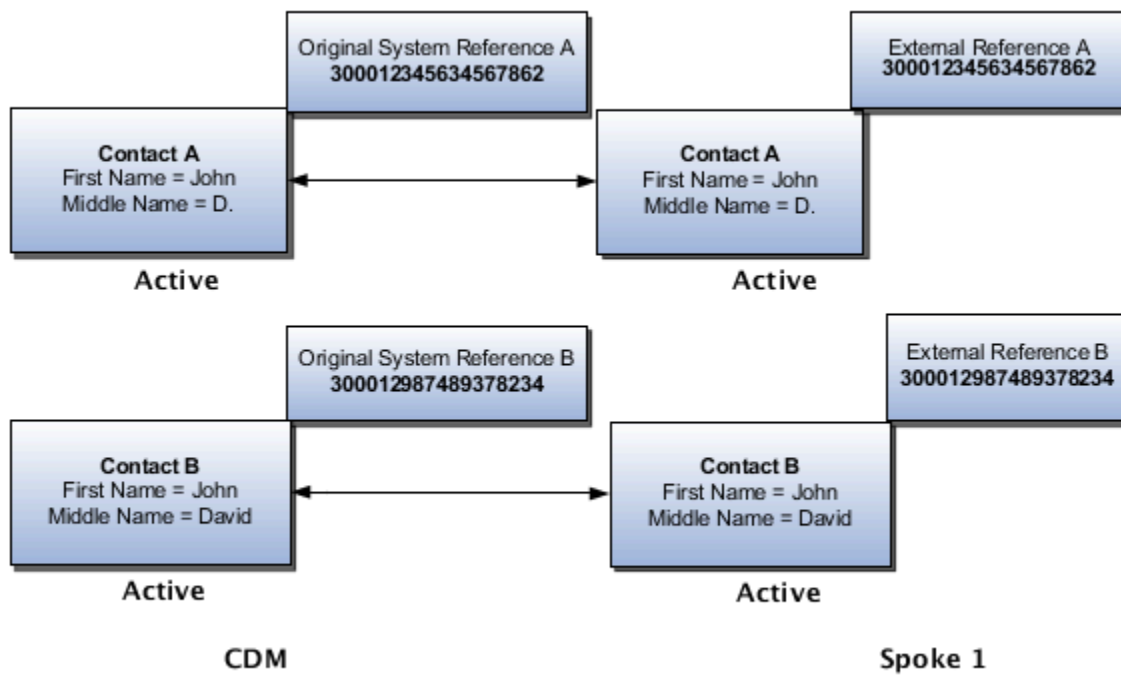 Original System Reference A
300012345634567862
External Reference A
300012345634567862
Contact A
First Name = John
Middle Name = D.
Contact A
First Name = John
Middle Name = D.
Active
Active
Original System Reference B
300012987489378234
External Reference B
300012987489378234
Contact B
First Name = John
Middle Name = David
Contact B
First Name = John
Middle Name = David
Active
Active
CDM
Spoke 1